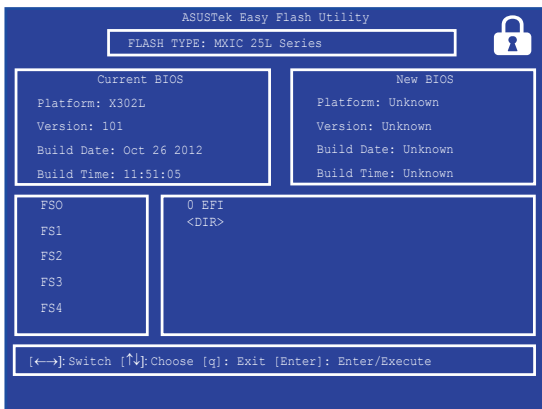 ASUSTek Easy Flash Utility
FLASH TYPE: MXIC 25L Series
Current BIOS
Platform: X302L
Version: 101
Build Date: Oct 26 2012
Build Time: 11:51:05
New BIOS
Platform: Unknown
Version: Unknown
Build Date: Unknown
Build Time: Unknown
FSO
FS1
FS2
FS3
FS4
0 EFI
<DIR>
[←→]: Switch [↑↓]: Choose [q]: Exit [Enter]: Enter/Execute